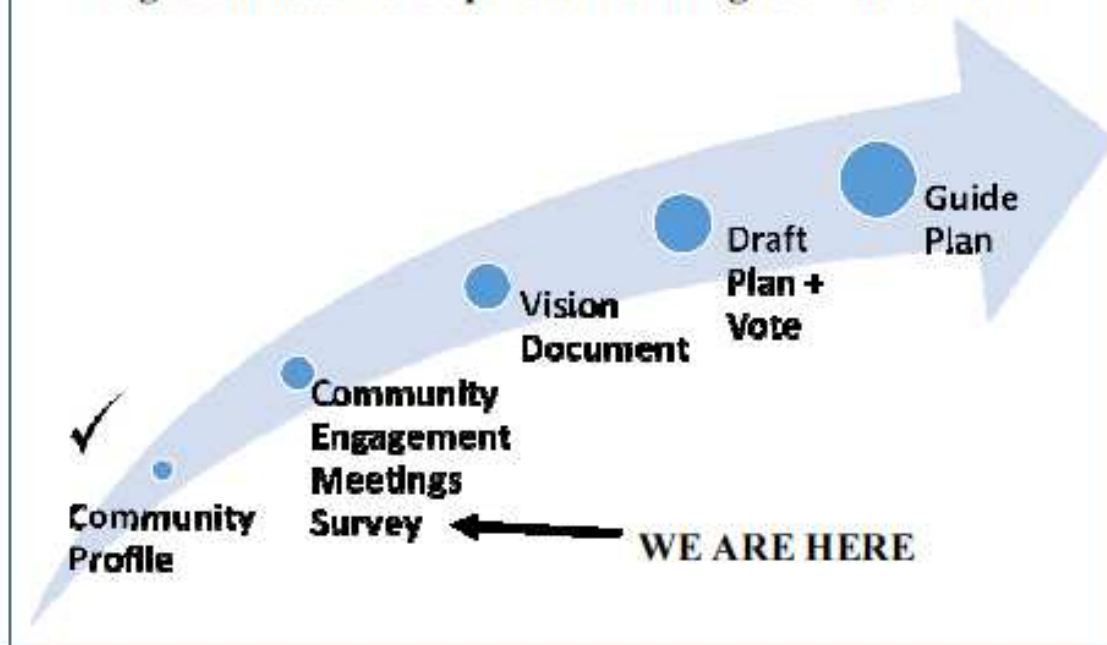 ✓
Community
Profile
Community
Engagement
Meetings
Survey
WE ARE HERE
Vision
Document
Draft
Plan +
Vote
Guide
Plan